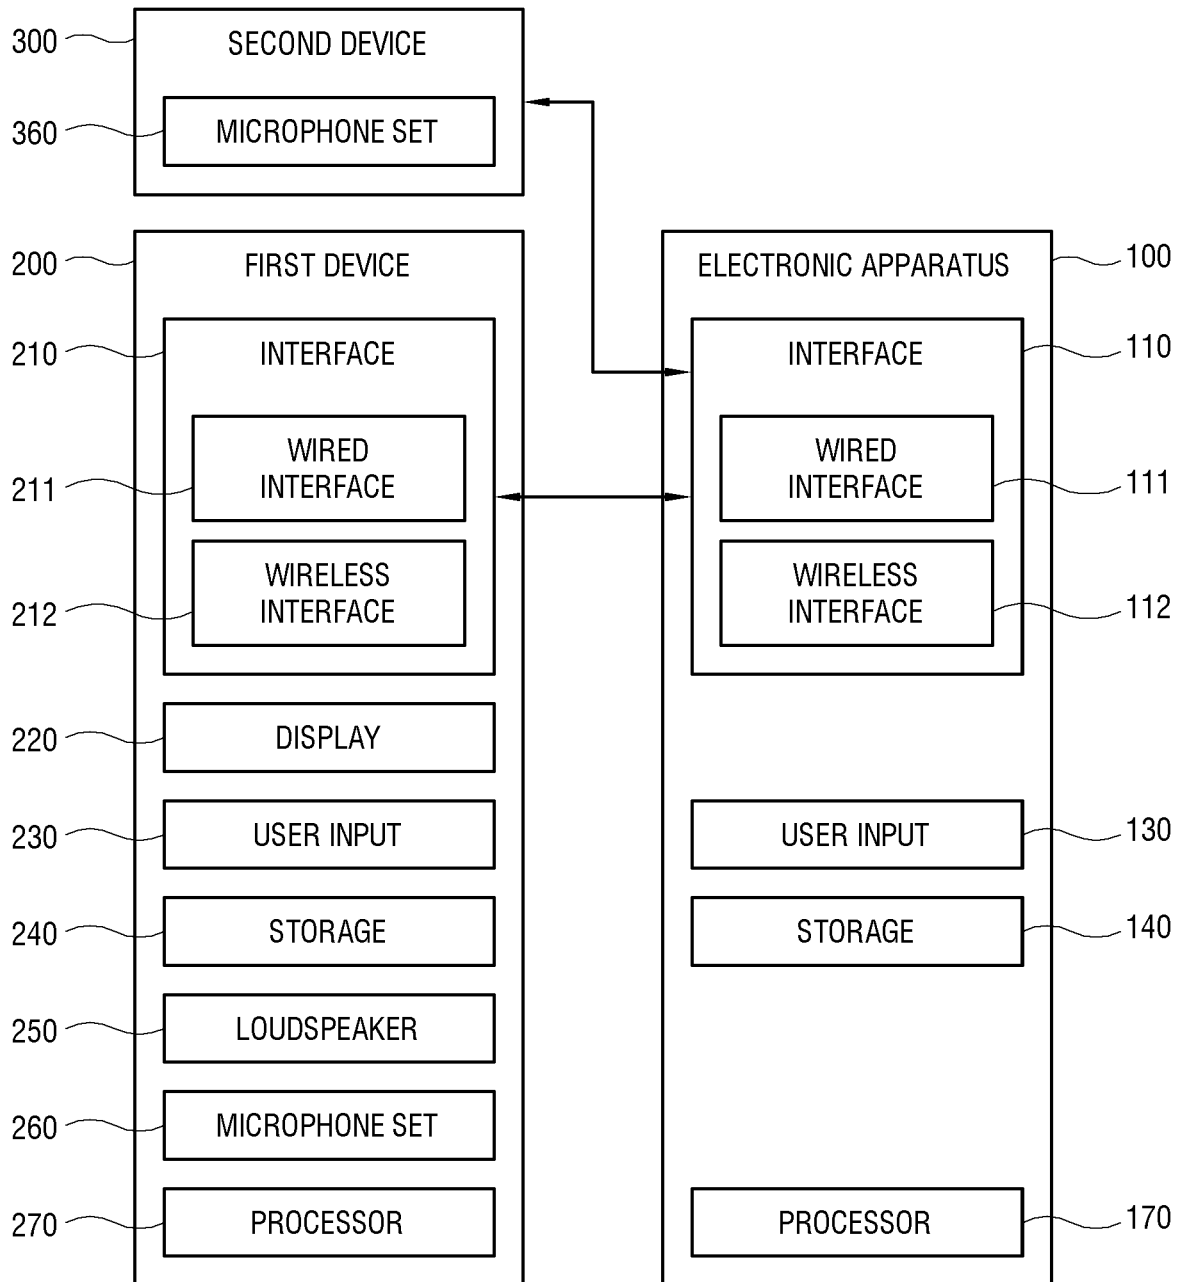 300
SECOND DEVICE
360
MICROPHONE SET
200
FIRST DEVICE
210
INTERFACE
211
WIRED
INTERFACE
212
WIRELESS
INTERFACE
220
DISPLAY
230
USER INPUT
240
STORAGE
250
LOUDSPEAKER
260
MICROPHONE SET
270
PROCESSOR
ELECTRONIC APPARATUS
100
INTERFACE
110
WIRED
INTERFACE
111
WIRELESS
INTERFACE
112
USER INPUT
130
STORAGE
140
PROCESSOR
170